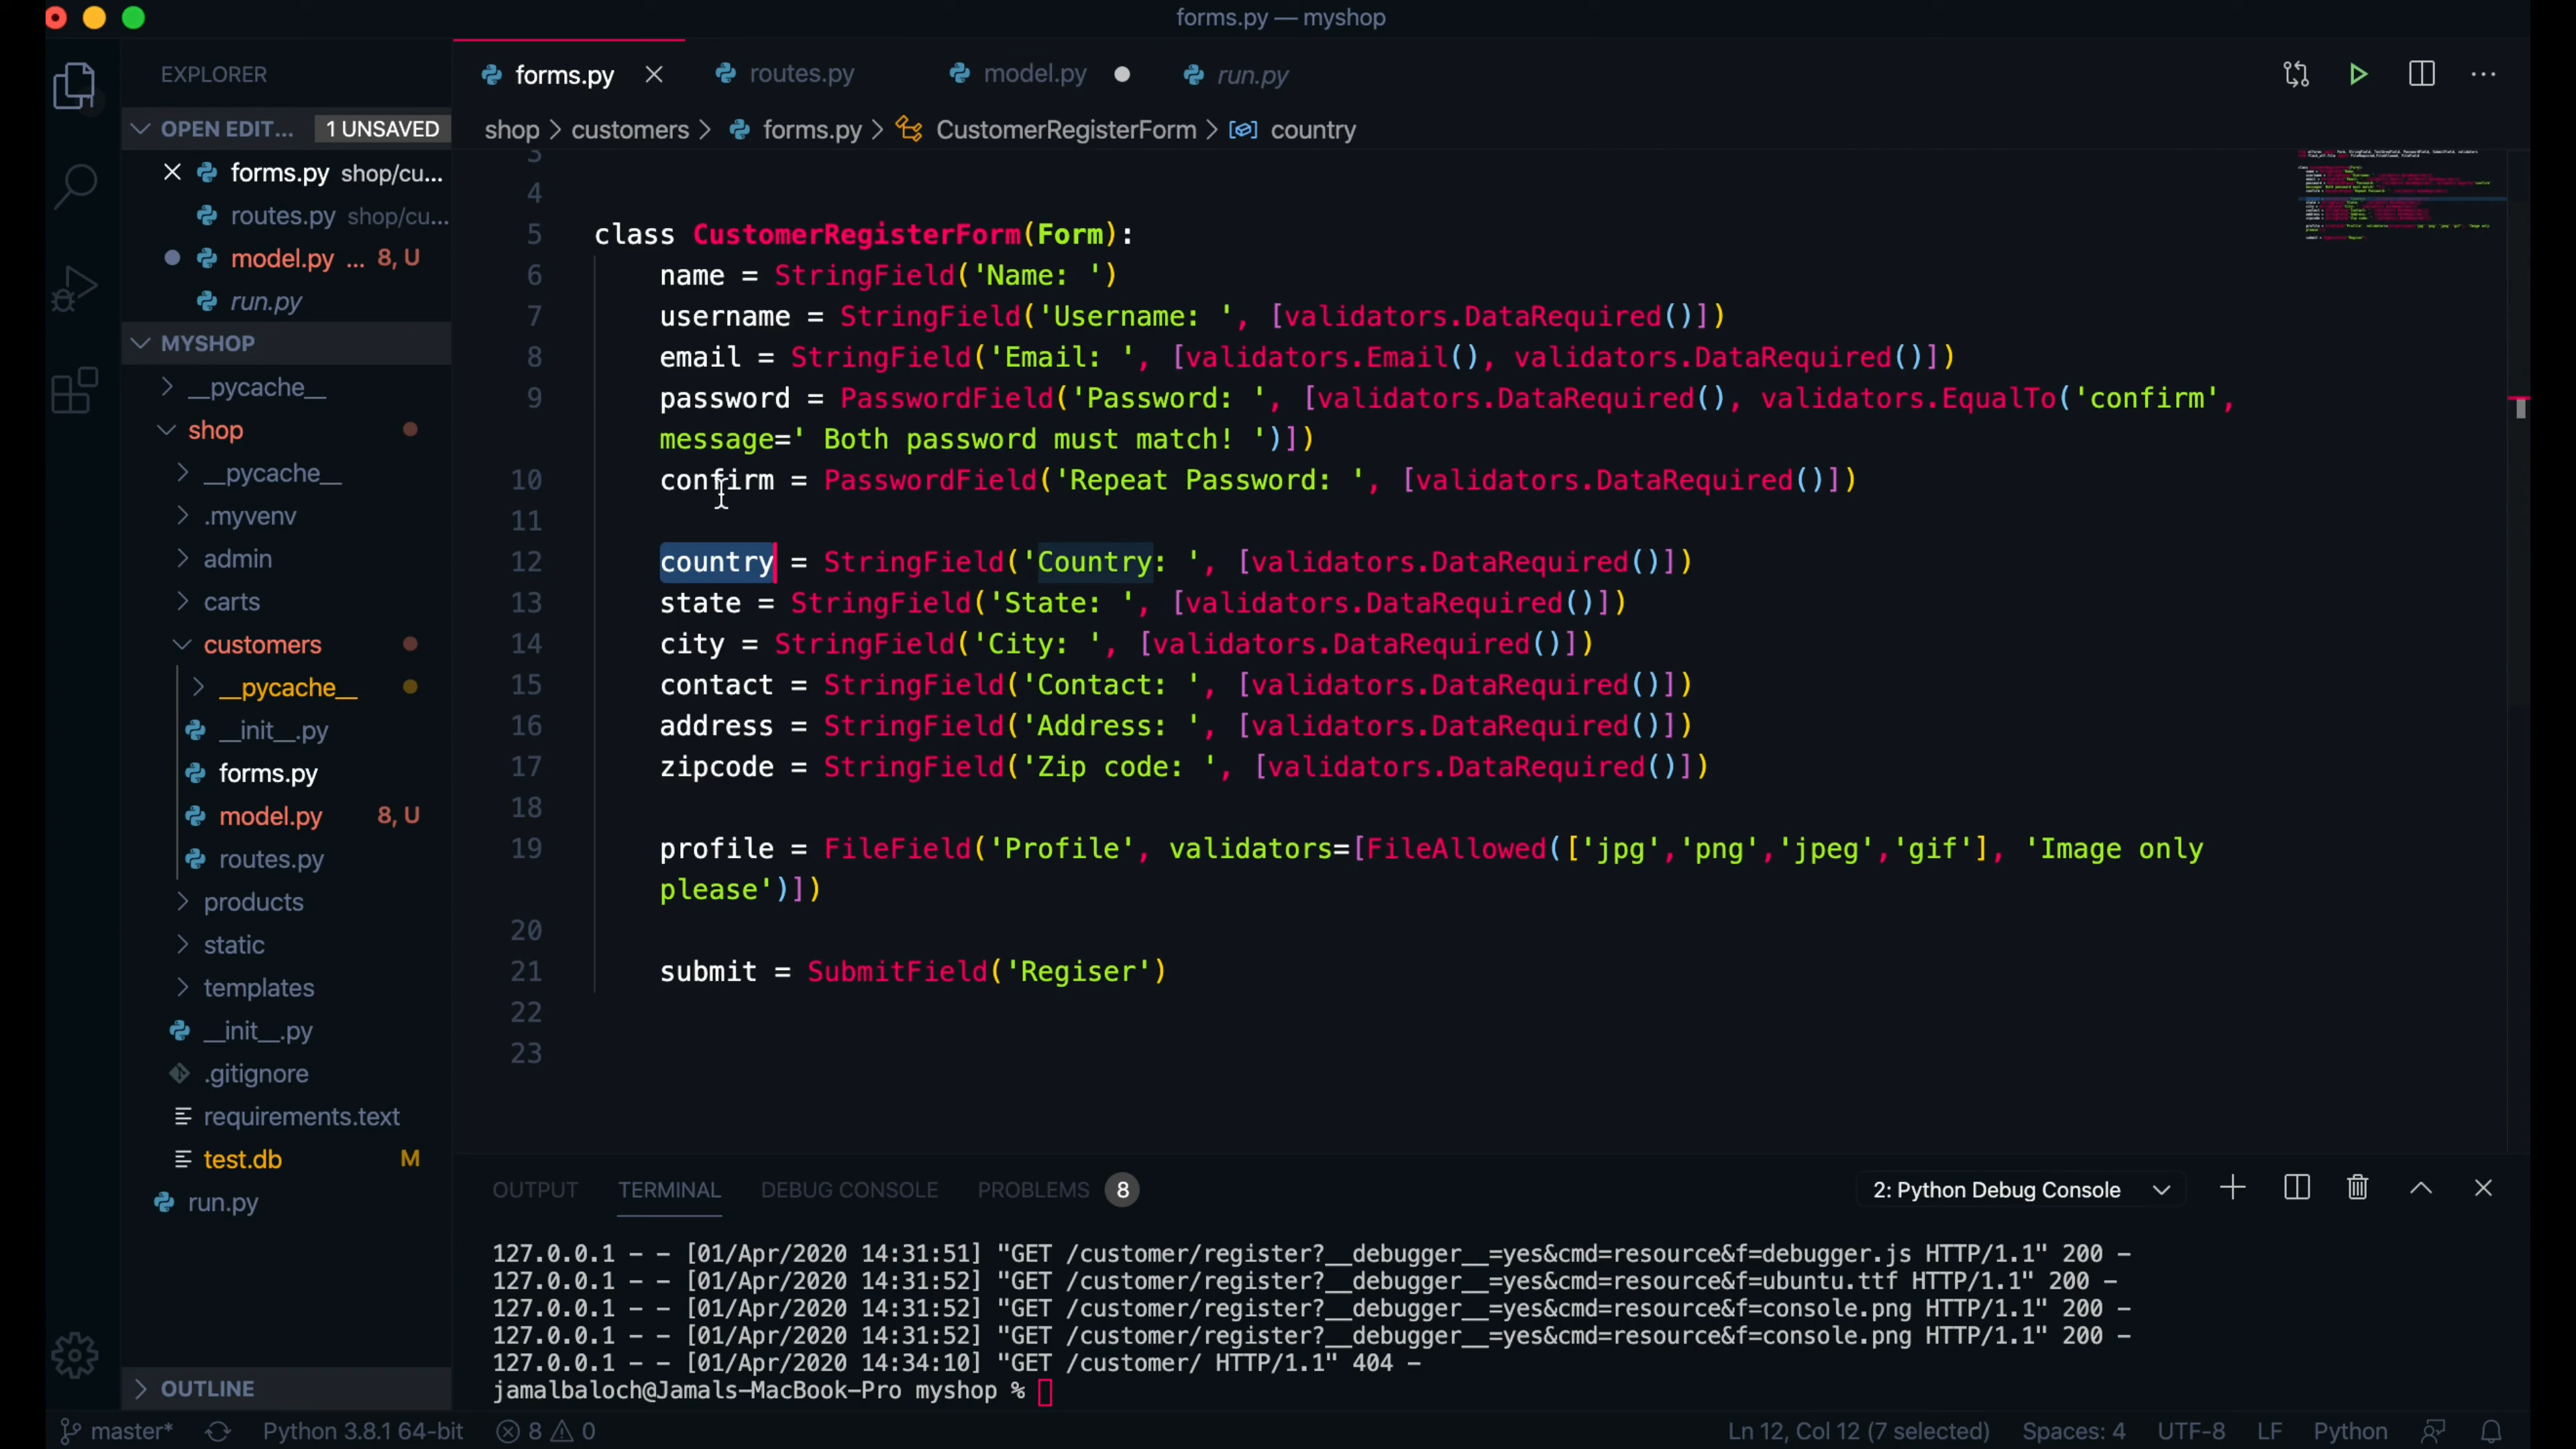 forms.py — myshop
EXPLORER
forms.py
routes.py
model.py
run.py
OPEN EDIT... 1 UNSAVED
shop > customers > forms.py > CustomerRegisterForm > country
forms.py shop/cu...
routes.py shop/cu...
model.py ... 8, U
run.py
MYSHOP
__pycache__
shop
__pycache__
.myvenv
admin
carts
customers
__pycache__
__init__.py
forms.py
model.py 8, U
routes.py
products
static
templates
__init__.py
.gitignore
requirements.text
test.db M
run.py
OUTLINE
3
4
5 class CustomerRegisterForm(Form):
6 name = StringField('Name: ')
7 username = StringField('Username: ', [validators.DataRequired()])
8 email = StringField('Email: ', [validators.Email(), validators.DataRequired()])
9 password = PasswordField('Password: ', [validators.DataRequired(), validators.EqualTo('confirm',
message=' Both password must match! ')])
10 confirm = PasswordField('Repeat Password: ', [validators.DataRequired()])
11
12 country = StringField('Country: ', [validators.DataRequired()])
13 state = StringField('State: ', [validators.DataRequired()])
14 city = StringField('City: ', [validators.DataRequired()])
15 contact = StringField('Contact: ', [validators.DataRequired()])
16 address = StringField('Address: ', [validators.DataRequired()])
17 zipcode = StringField('Zip code: ', [validators.DataRequired()])
18
19 profile = FileField('Profile', validators=[FileAllowed(['jpg','png','jpeg','gif'], 'Image only
please')])
20
21 submit = SubmitField('Regiser')
22
23
OUTPUT TERMINAL DEBUG CONSOLE PROBLEMS 8 2: Python Debug Console
127.0.0.1 - - [01/Apr/2020 14:31:51] "GET /customer/register?__debugger__=yes&cmd=resource&f=debugger.js HTTP/1.1" 200 -
127.0.0.1 - - [01/Apr/2020 14:31:52] "GET /customer/register?__debugger__=yes&cmd=resource&f=ubuntu.ttf HTTP/1.1" 200 -
127.0.0.1 - - [01/Apr/2020 14:31:52] "GET /customer/register?__debugger__=yes&cmd=resource&f=console.png HTTP/1.1" 200 -
127.0.0.1 - - [01/Apr/2020 14:31:52] "GET /customer/register?__debugger__=yes&cmd=resource&f=console.png HTTP/1.1" 200 -
127.0.0.1 - - [01/Apr/2020 14:34:10] "GET /customer/ HTTP/1.1" 404 -
jamalbaloch@Jamals-MacBook-Pro myshop %
master* Python 3.8.1 64-bit 8 0 Ln 12, Col 12 (7 selected) Spaces: 4 UTF-8 LF Python